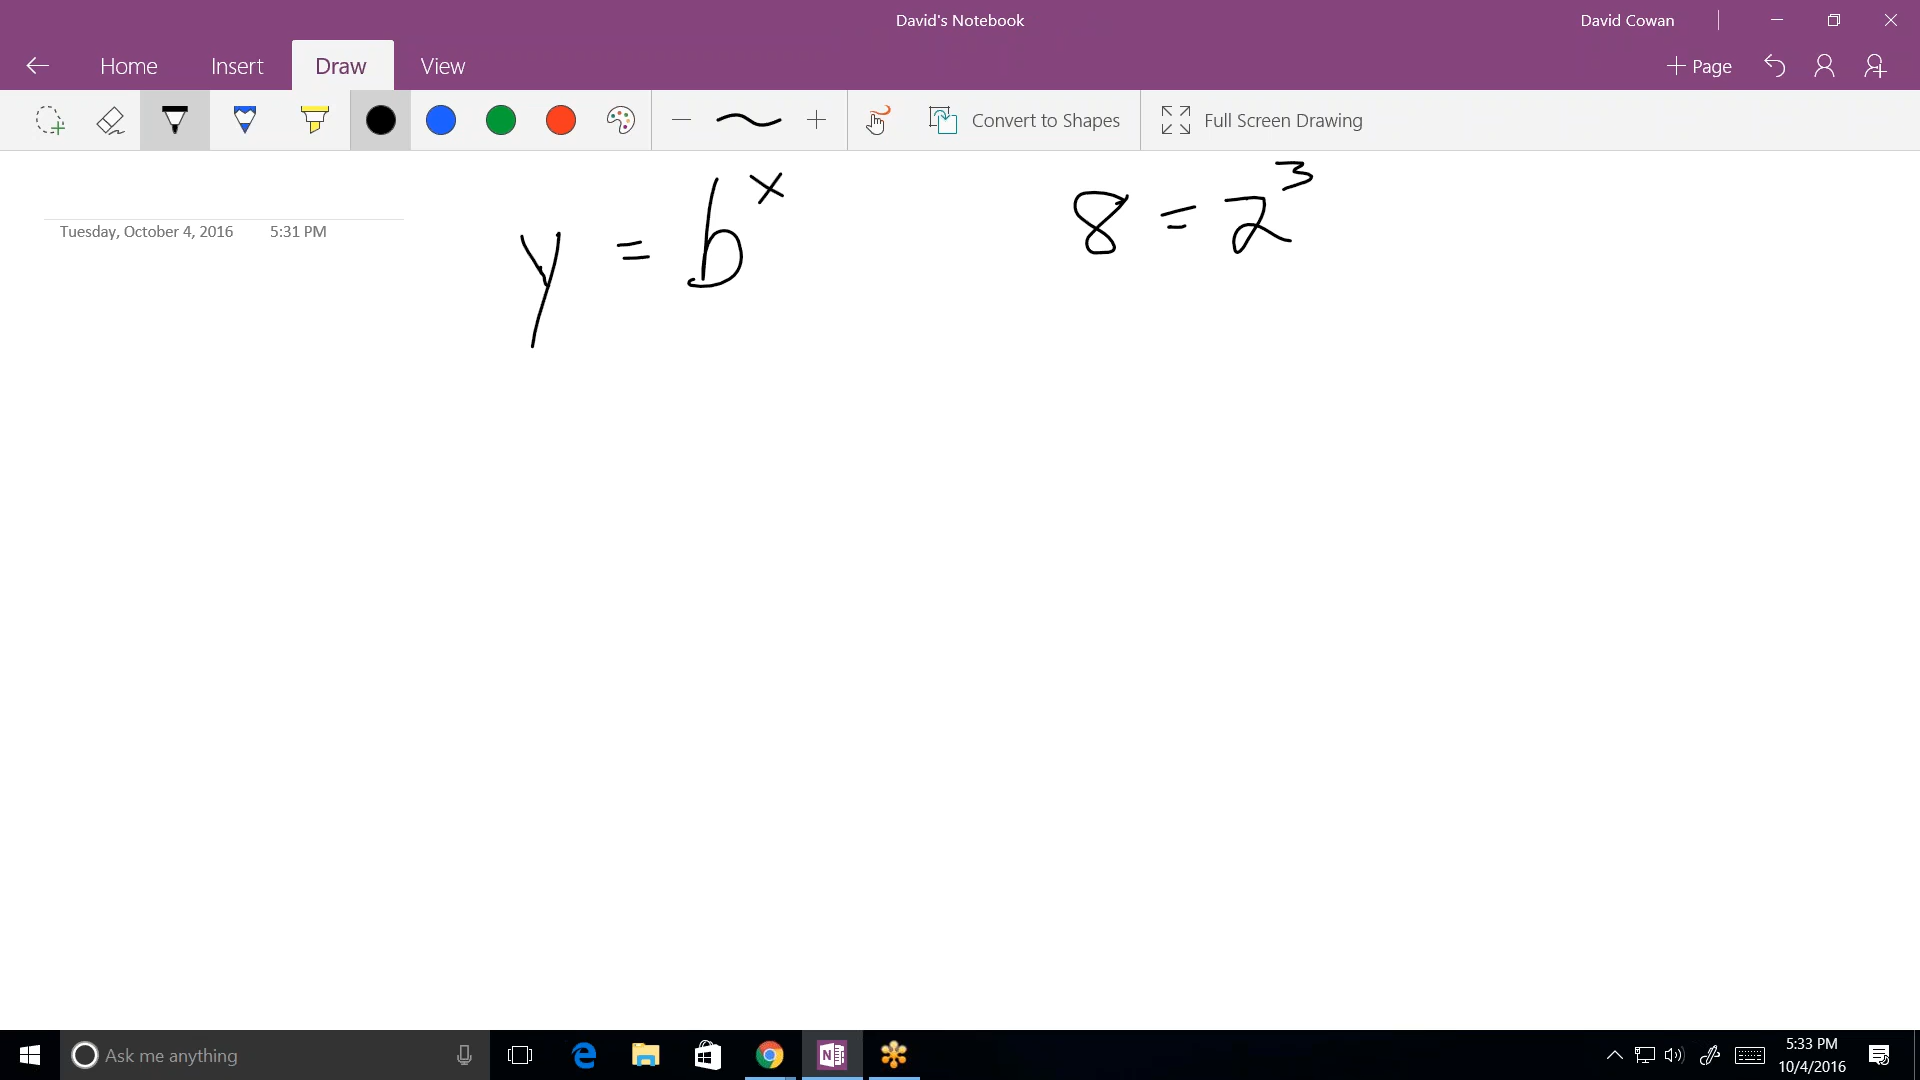 David's Notebook
David Cowan
Home Insert Draw View
Page
Convert to Shapes
Full Screen Drawing
y = b^x
8 = 2^3
Tuesday, October 4, 2016 5:31 PM
Ask me anything
5:33 PM
10/4/2016